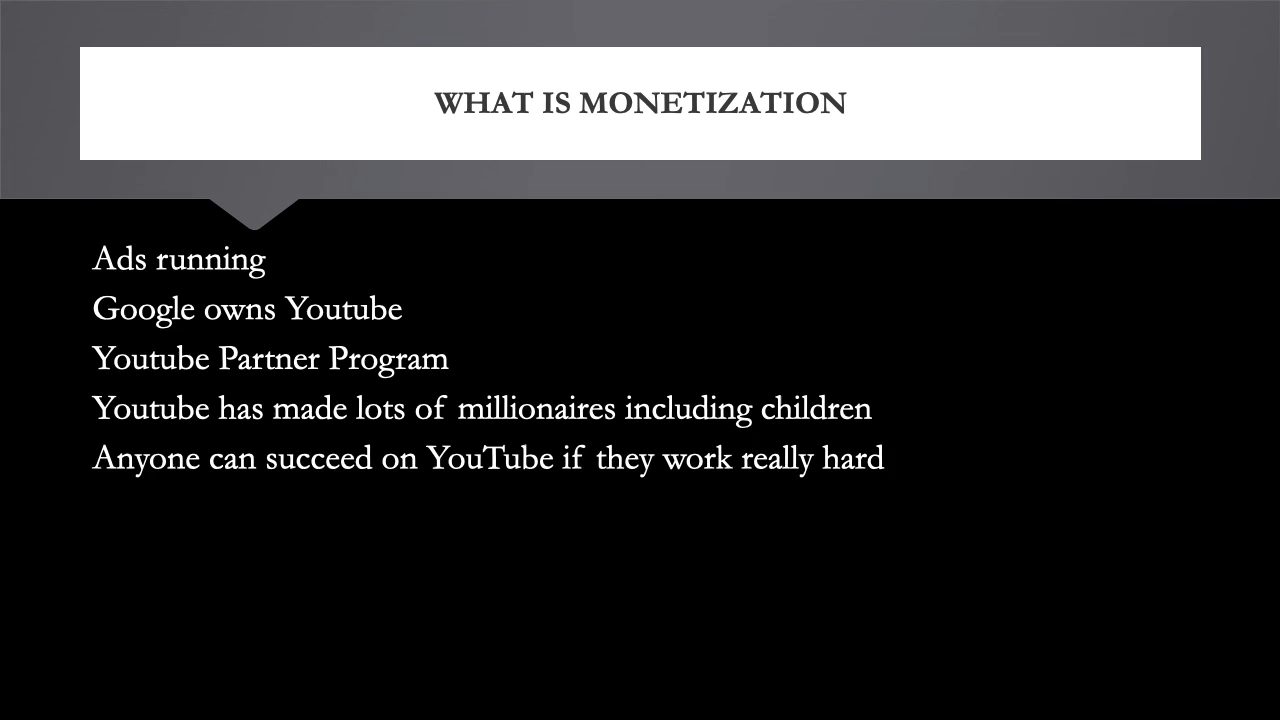 WHAT IS MONETIZATION
Ads running
Google owns Youtube
Youtube Partner Program
Youtube has made lots of millionaires including children
Anyone can succeed on YouTube if they work really hard